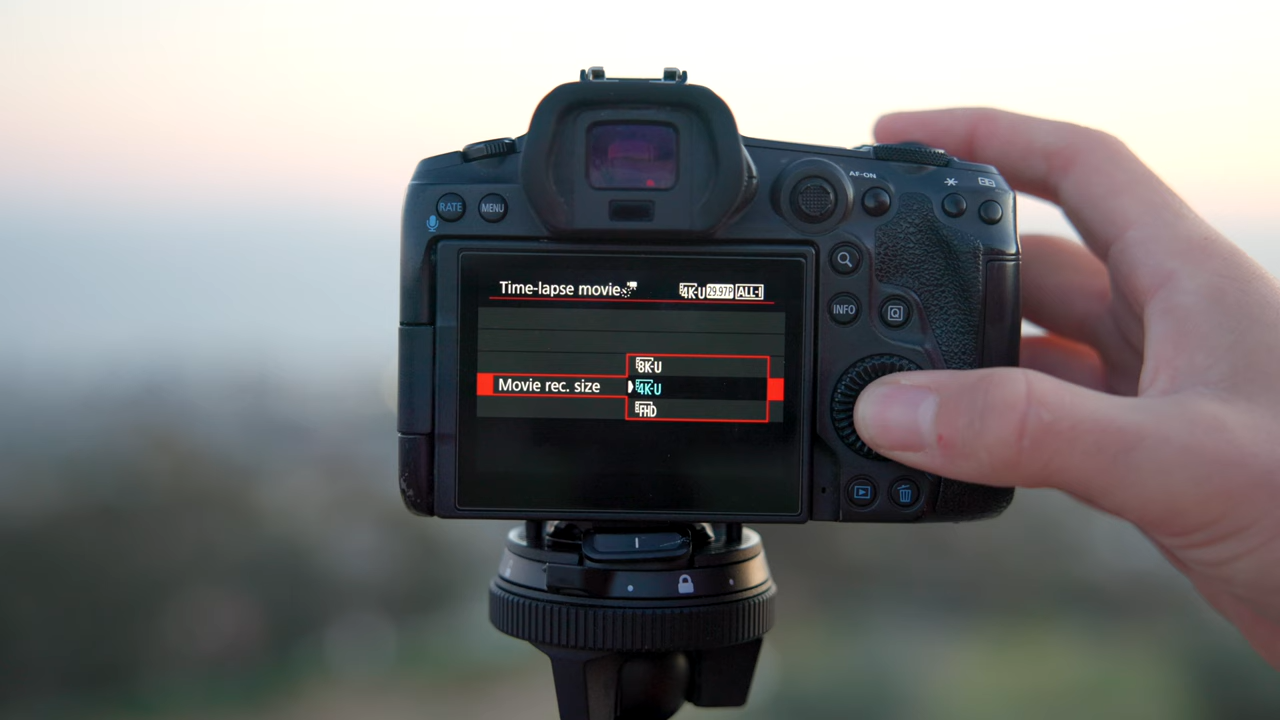 AF-ON
RATE
MENU
INFO
Q
Time-lapse movie 4K-U 29.97P ALL-I
8K-U
Movie rec. size 4K-U
FHD